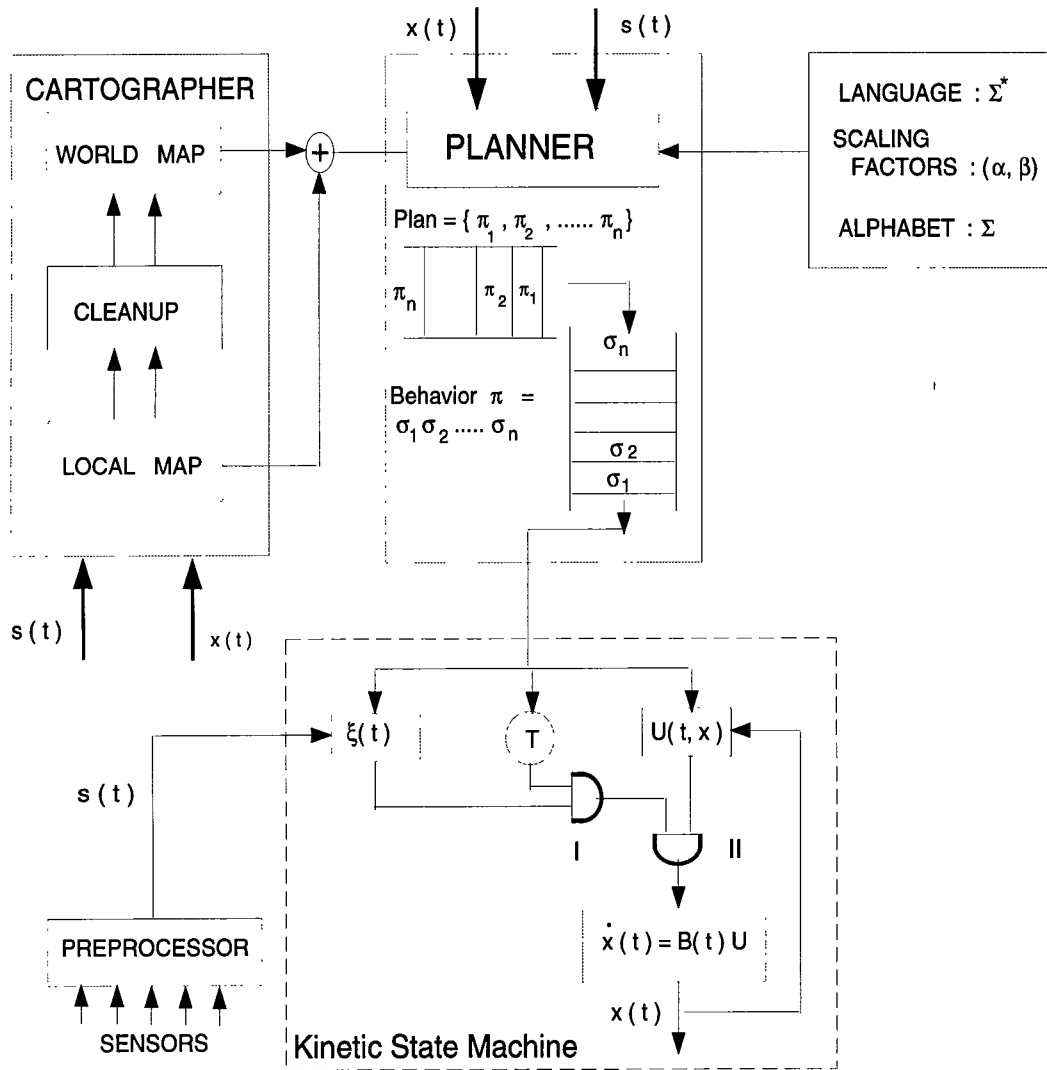 x(t)
s(t)
CARTOGRAPHER
WORLD MAP
CLEANUP
LOCAL MAP
s(t)
x(t)
+
PLANNER
Plan = { π1 , π2 , ...... πn}
πn π2 π1
Behavior π =
σ1 σ2 ..... σn
σn
σ2
σ1
LANGUAGE : Σ*
SCALING
FACTORS : (α, β)
ALPHABET : Σ
ξ(t)
T
U(t, x)
s(t)
I
II
ẋ(t) = B(t) U
x(t)
PREPROCESSOR
SENSORS
Kinetic State Machine